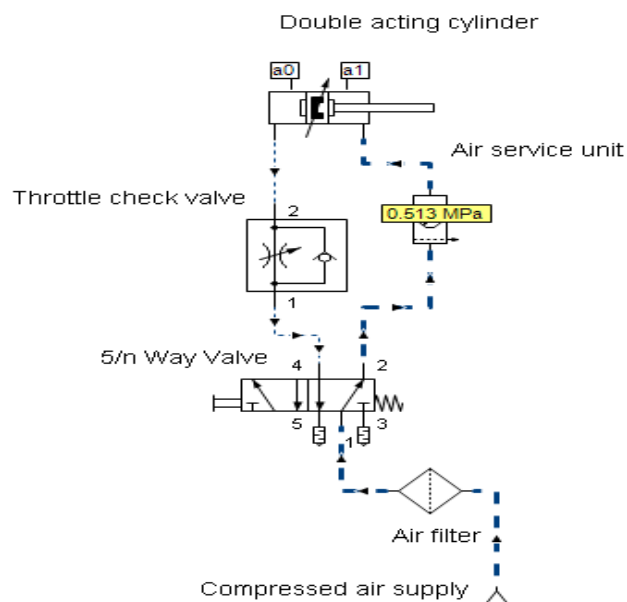 Double acting cylinder
a0 a1
Air service unit
Throttle check valve
2
0.513 MPa
1
5/n Way Valve
4 2
5 1 3
Air filter
Compressed air supply